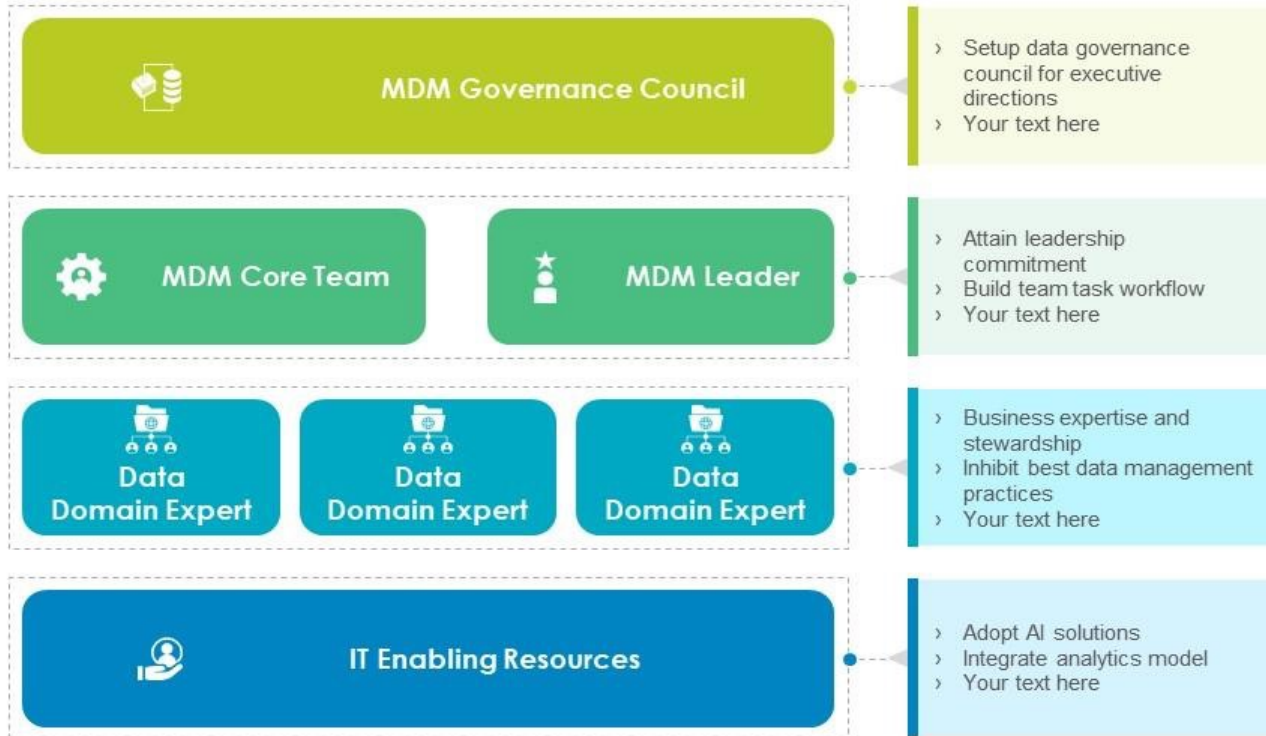 MDM Governance Council
› Setup data governance
council for executive
directions
› Your text here
MDM Core Team
MDM Leader
› Attain leadership
commitment
› Build team task workflow
› Your text here
Data
Domain Expert
Data
Domain Expert
Data
Domain Expert
› Business expertise and
stewardship
› Inhibit best data management
practices
› Your text here
IT Enabling Resources
› Adopt AI solutions
› Integrate analytics model
› Your text here